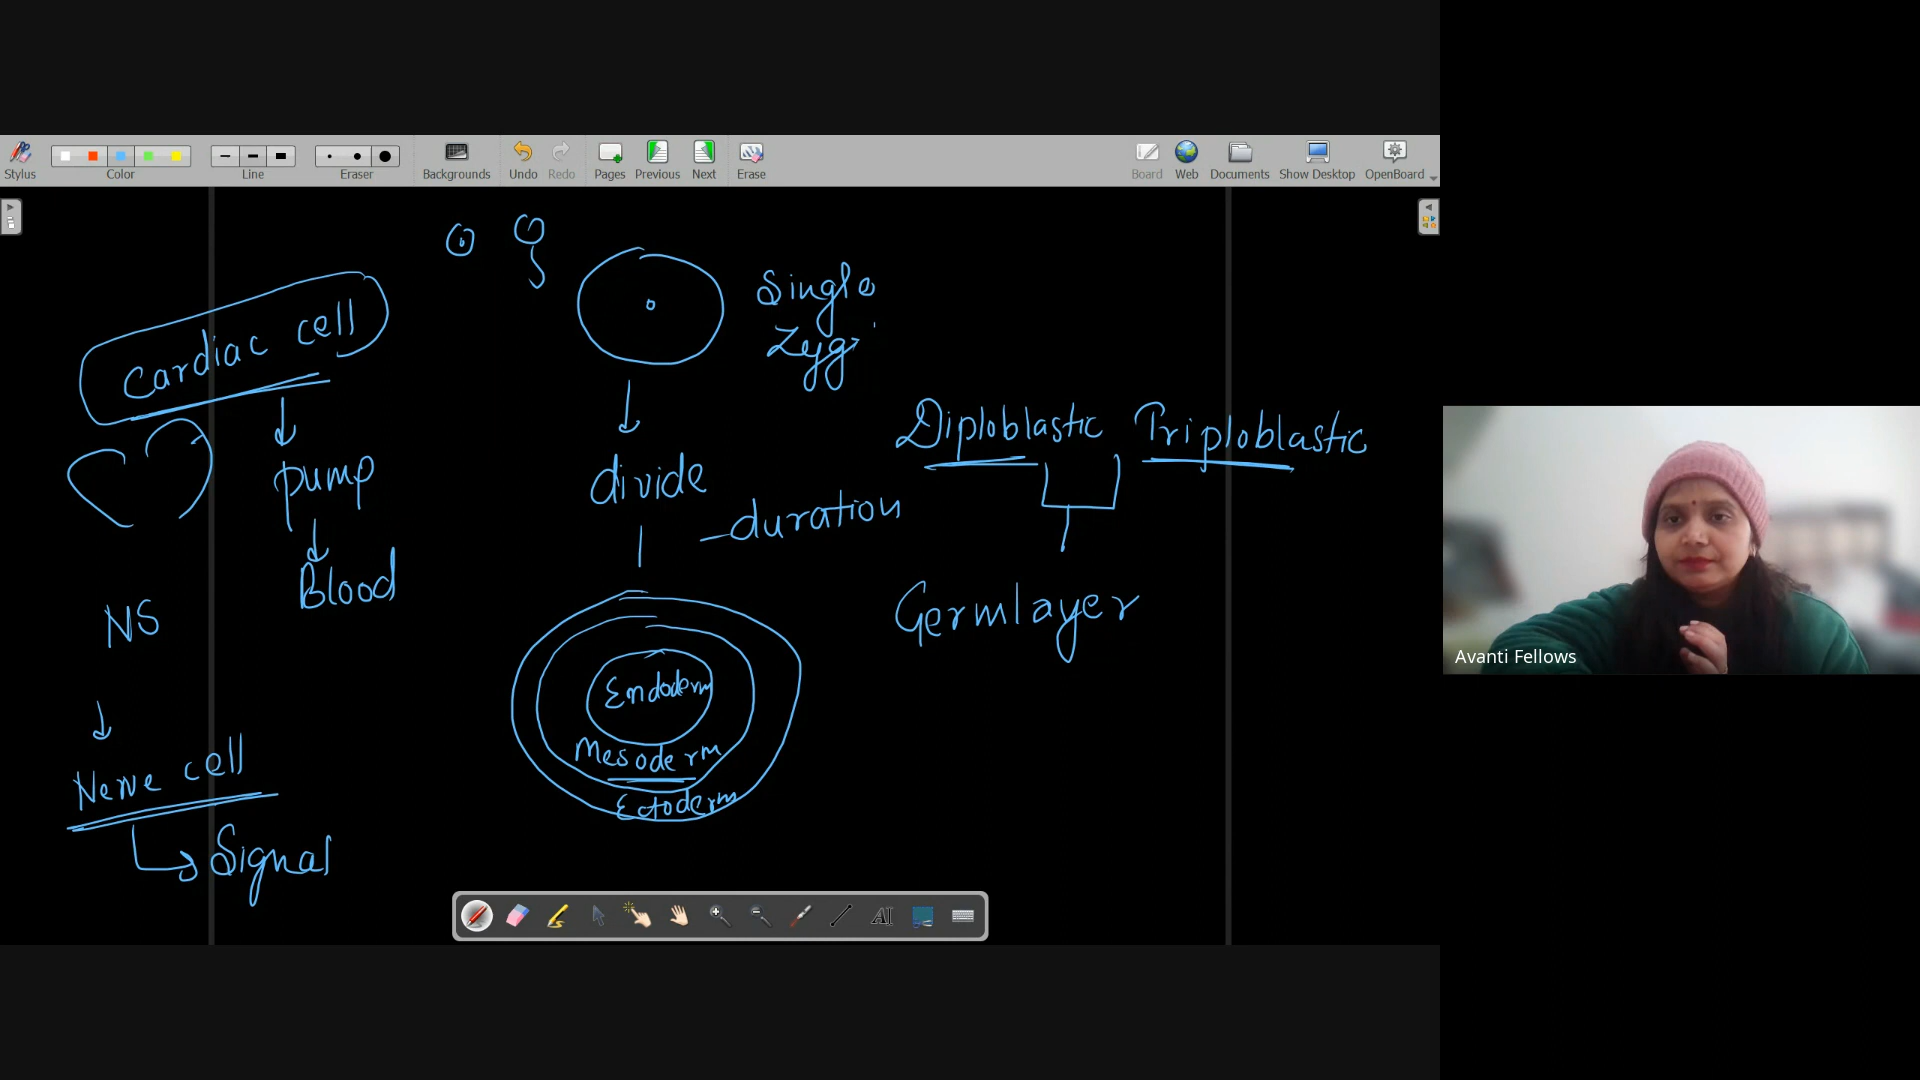 Stylus
Color
Line
Eraser
Backgrounds
Undo
Redo
Pages
Previous
Next
Erase
Board
Web
Documents
Show Desktop
OpenBoard
Single
Zyg
Cardiac cell
pump
Blood
NS
Nerve cell
Signal
divide
duration
Diploblastic Triploblastic
Germlayer
Endoderm
Mesoderm
Ectoderm
Avanti Fellows